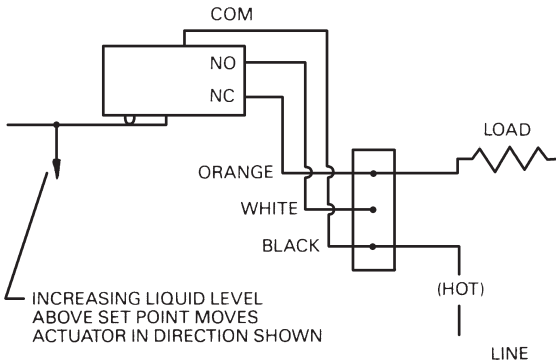 COM
NO
NC
LOAD
ORANGE
WHITE
BLACK
(HOT)
INCREASING LIQUID LEVEL
ABOVE SET POINT MOVES
ACTUATOR IN DIRECTION SHOWN
LINE